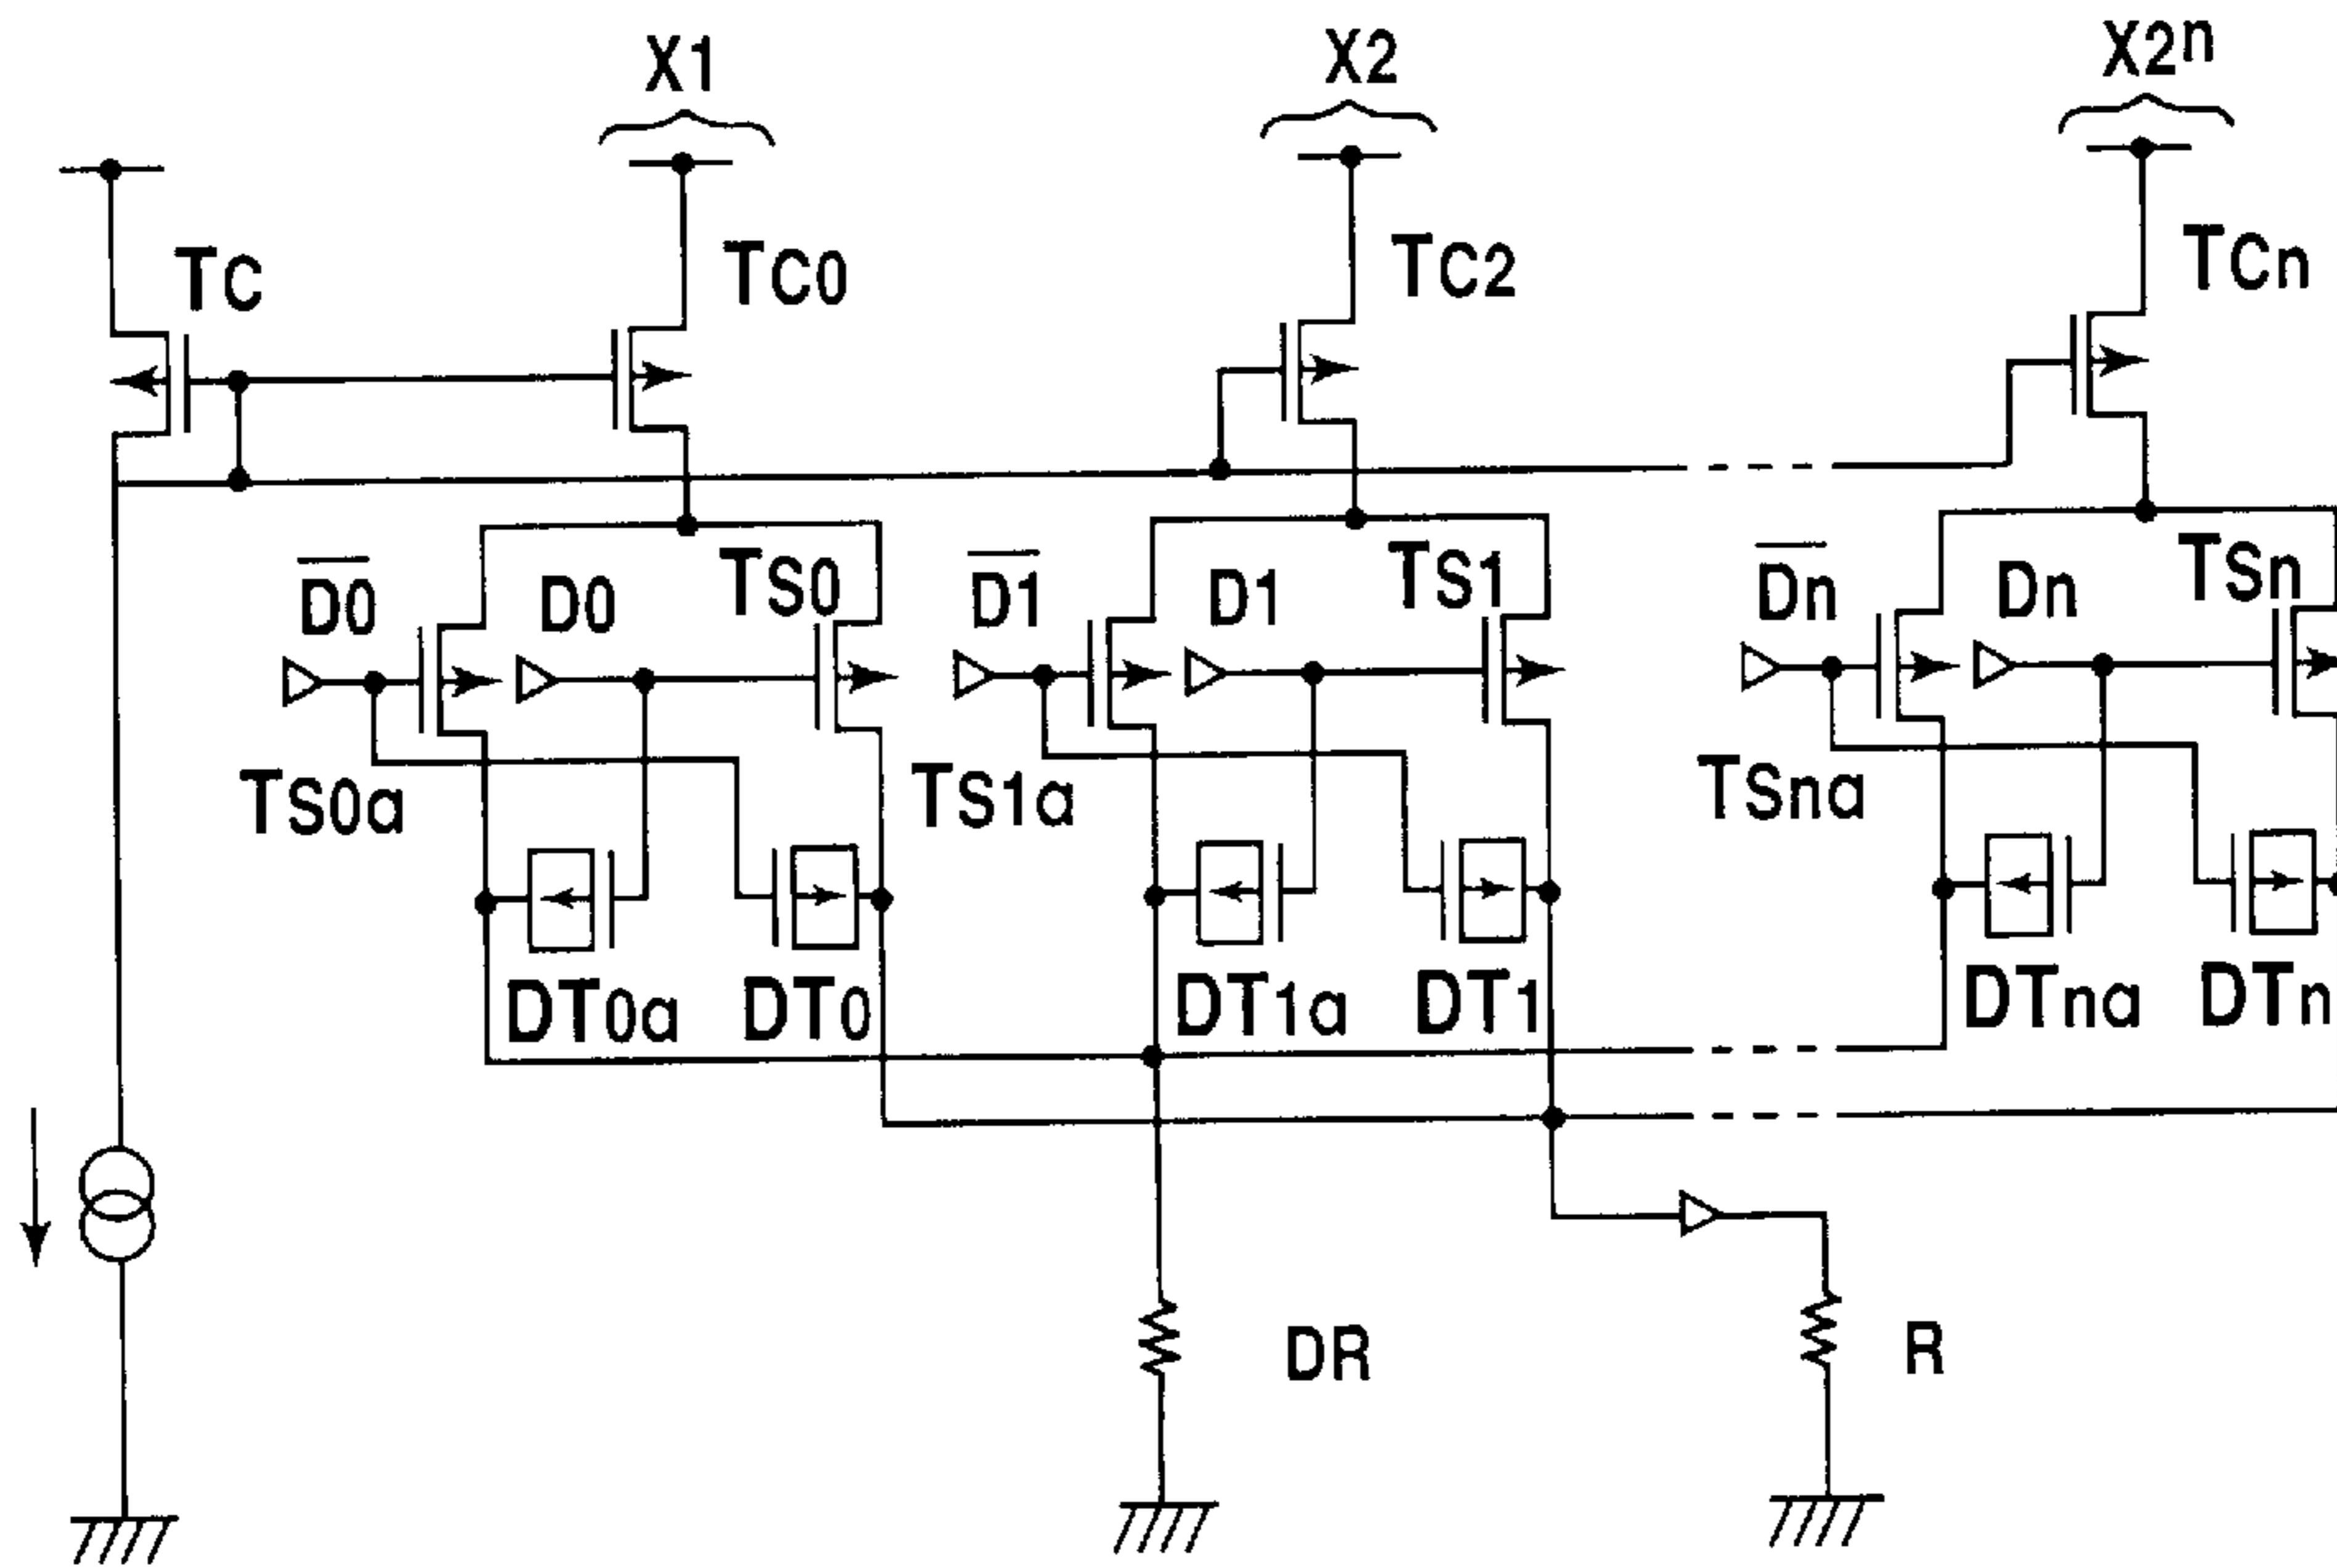 X1 X2 X2ⁿ
TC TC0 TC2 TCn
D̅0̅ D0 TS0 D̅1̅ D1 TS1 D̅n̅ Dn TSn
TS0a TS1a TSna
DT0a DT0 DT1a DT1 DTna DTn
DR R